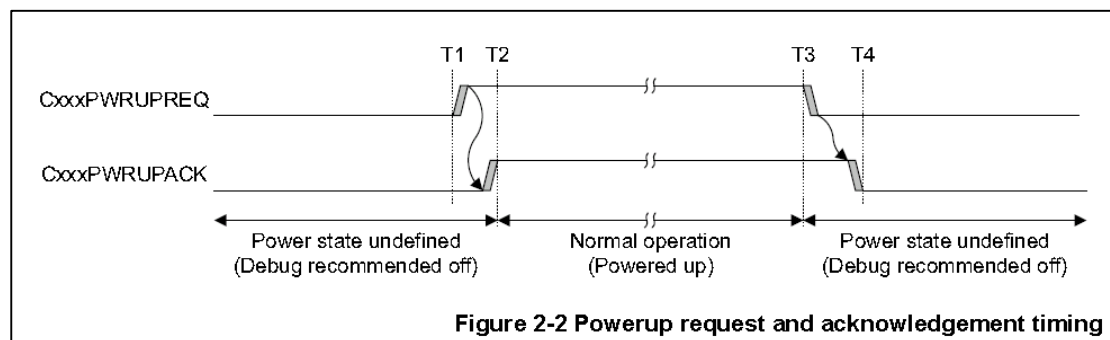 T1 T2 T3 T4
CxxxPWRUPREQ
CxxxPWRUPACK
Power state undefined Normal operation Power state undefined
(Debug recommended off) (Powered up) (Debug recommended off)
Figure 2-2 Powerup request and acknowledgement timing